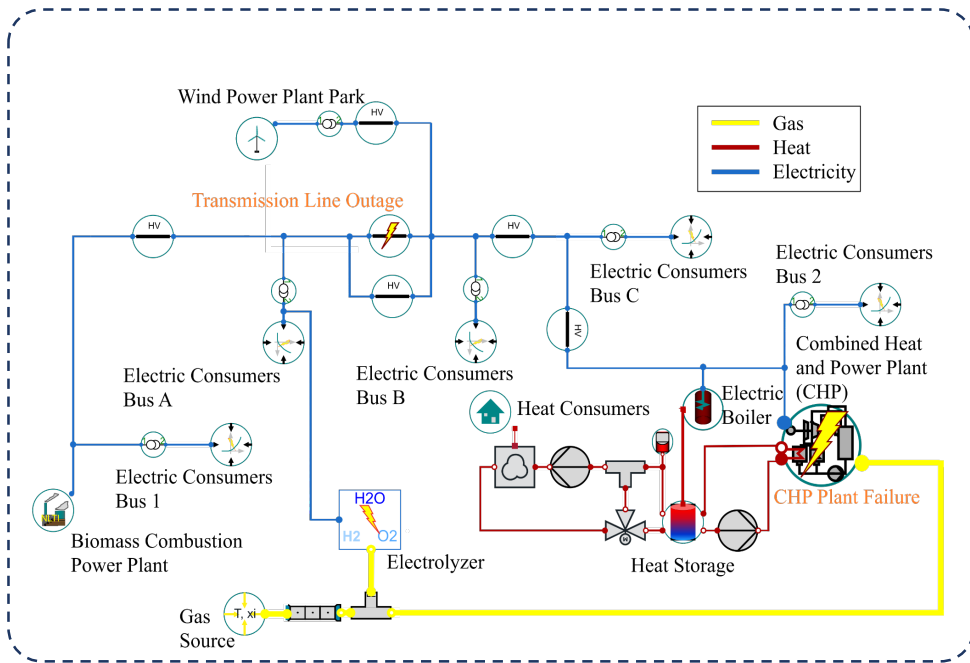 Wind Power Plant Park
HV
Gas
Heat
Electricity
Transmission Line Outage
HV
HV
HV
HV
Electric Consumers
Bus C
Electric Consumers
Bus 2
Electric Consumers
Bus A
Electric Consumers
Bus B
Combined Heat
and Power Plant
(CHP)
Electric
Boiler
Heat Consumers
Electric Consumers
Bus 1
CHP Plant Failure
H2O
H2
O2
M
Biomass Combustion
Power Plant
Electrolyzer
Heat Storage
T, xi
Gas
Source